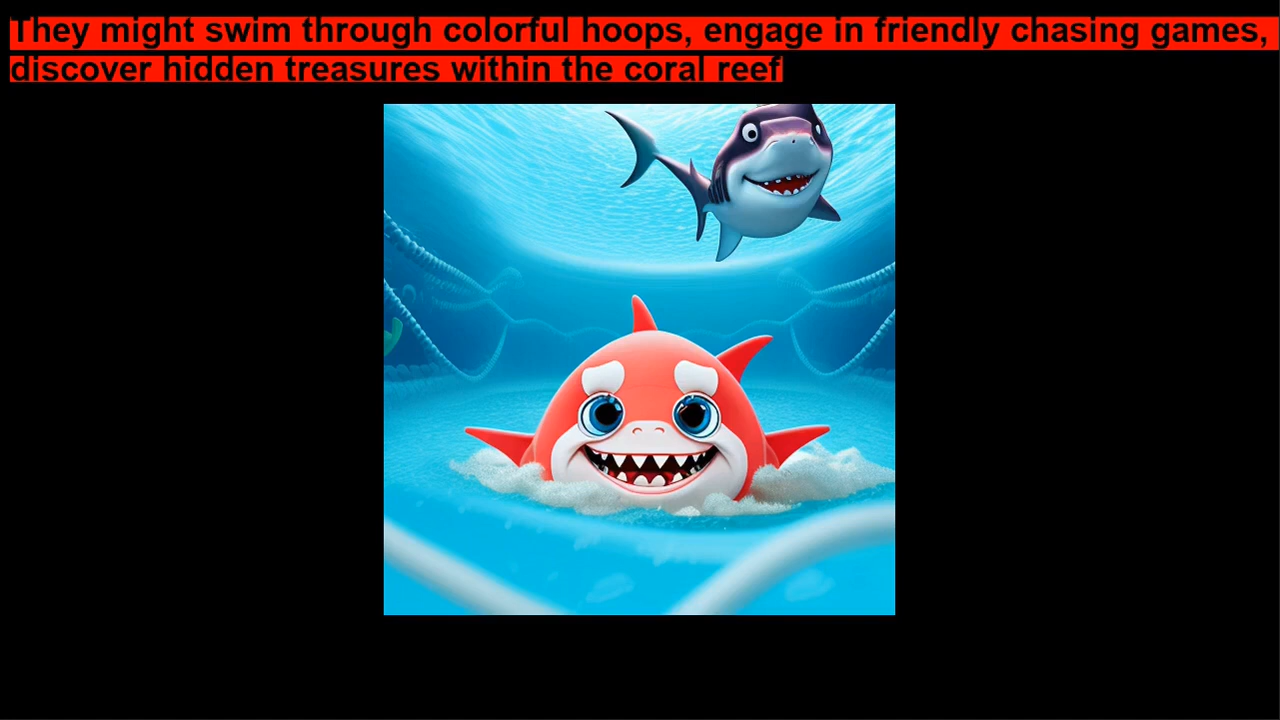 They might swim through colorful hoops, engage in friendly chasing games,
discover hidden treasures within the coral reef